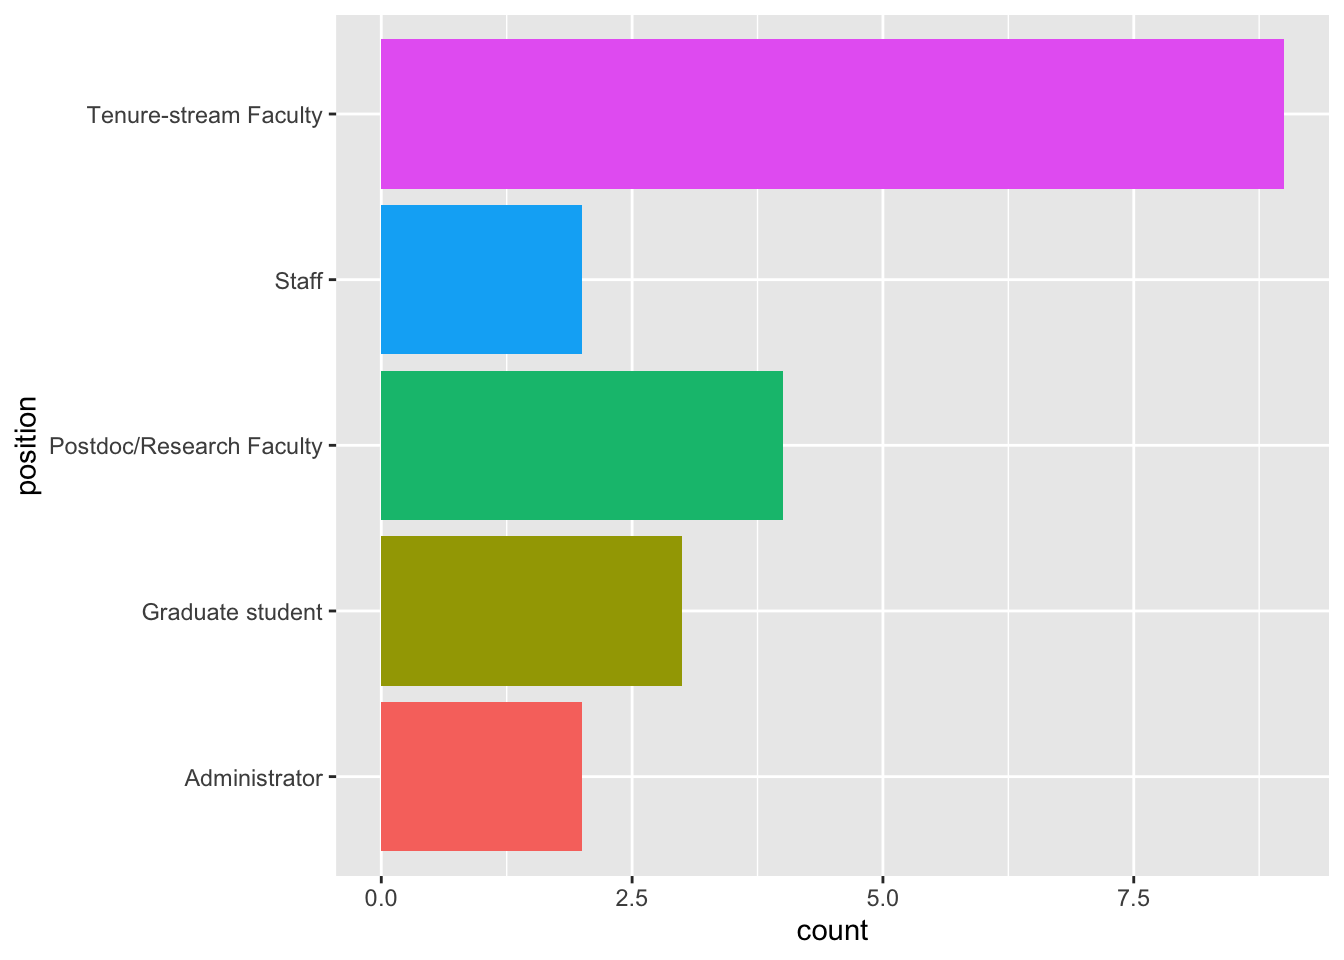 Tenure-stream Faculty
Staff
Postdoc/Research Faculty
Graduate student
Administrator
position
0.0 2.5 5.0 7.5
count